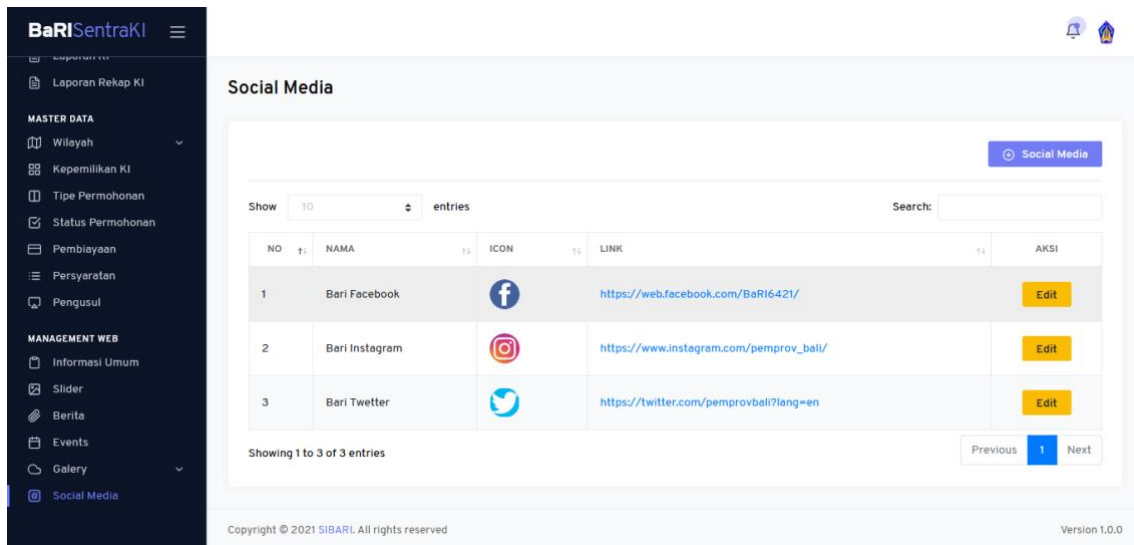 BaRISentraKI
Laporan KI
Laporan Rekap KI
MASTER DATA
Wilayah
Kepemilikan KI
Tipe Permohonan
Status Permohonan
Pembiayaan
Persyaratan
Pengusul
MANAGEMENT WEB
Informasi Umum
Slider
Berita
Events
Galery
Social Media
Social Media
Social Media
Show 10 entries
Search:
NO NAMA ICON LINK AKSI
1 Bari Facebook https://web.facebook.com/BaRI6421/ Edit
2 Bari Instagram https://www.instagram.com/pemprov_bali/ Edit
3 Bari Twetter https://twitter.com/pemprovbali?lang=en Edit
Showing 1 to 3 of 3 entries
Previous 1 Next
Copyright © 2021 SIBARI. All rights reserved
Version 1.0.0